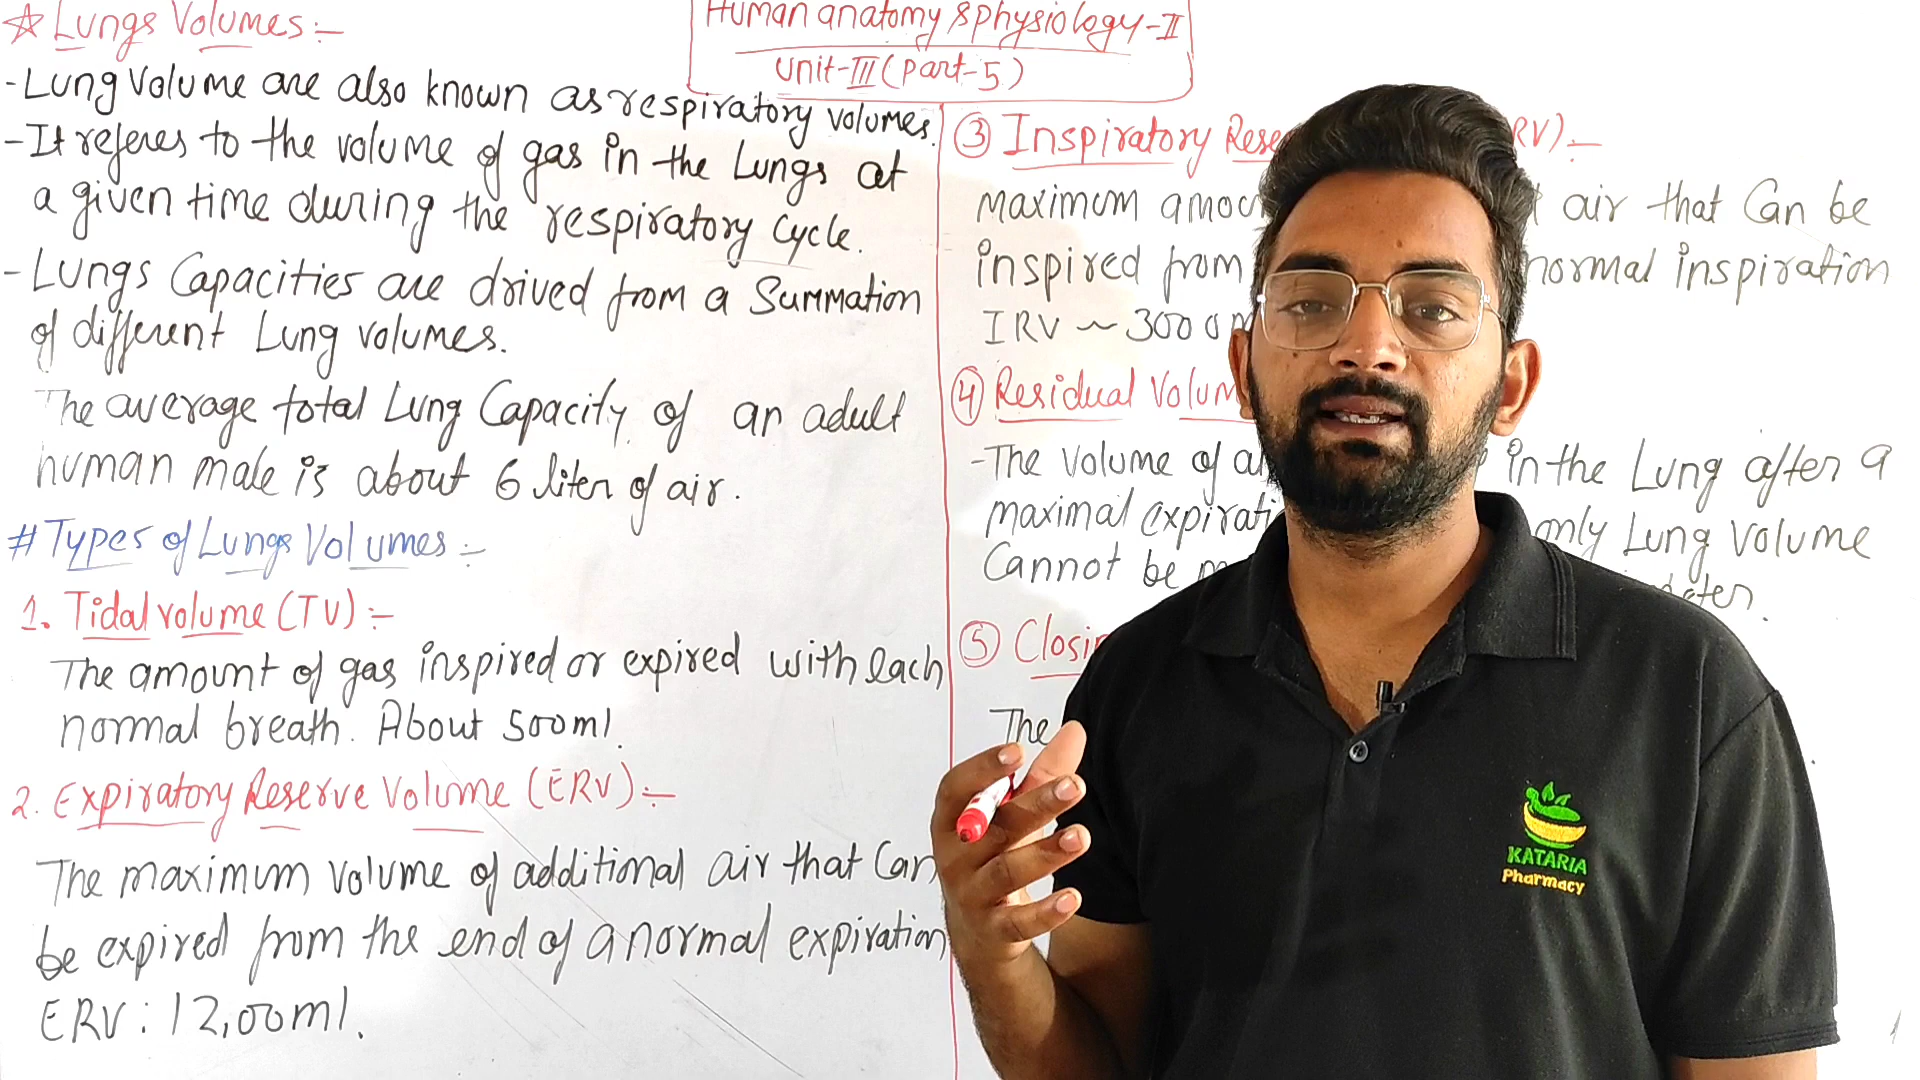 Human anatomy & physiology-II
Unit-III (Part-5)
☆ Lungs Volumes:-
- Lung Volume are also known as respiratory volumes.
- It referes to the volume of gas in the Lungs at
a given time during the respiratory cycle.
- Lungs Capacities are drived from a Summation
of different Lung volumes.
The average total Lung Capacity of an adult
human male is about 6 liter of air.
# Types of Lungs Volumes:-
1. Tidal volume (TV):-
The amount of gas inspired or expired with each
normal breath. About 500ml.
2. Expiratory Reserve Volume (ERV):-
The maximum volume of additional air that Can
be expired from the end of a normal expiration
ERV: 12,00ml.
③ Inspiratory RV):-
maximum air that Can be
inspired from normal inspiration
IRV ~ 3000
④ Residual Volum
- The Volume of in the Lung after a
maximal only Lung Volume
Cannot be
⑤
The
KATARIA
Pharmacy